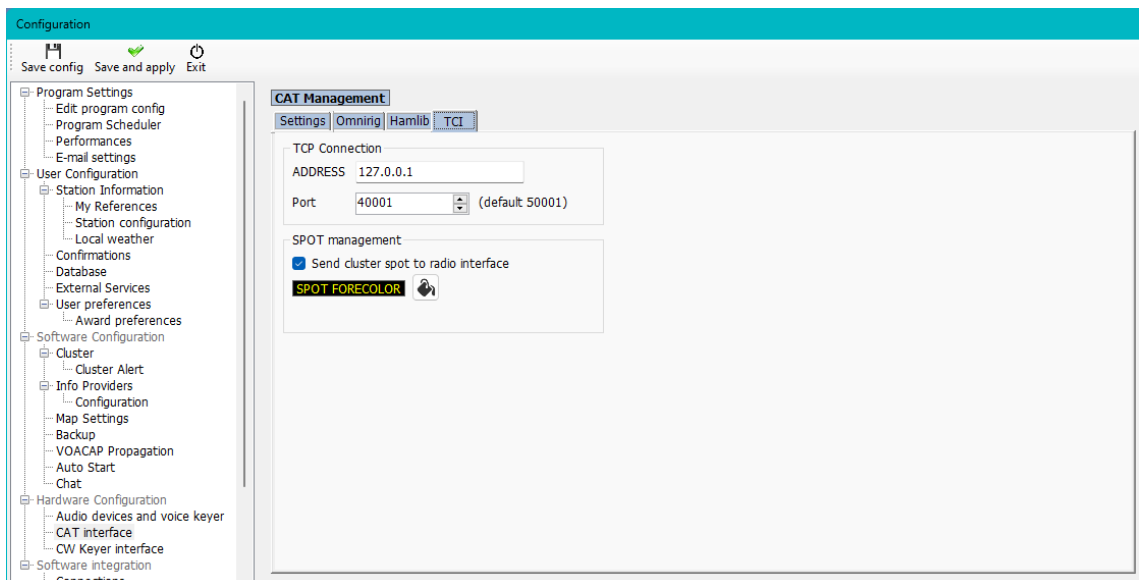 Configuration
Save config Save and apply Exit
Program Settings
Edit program config
Program Scheduler
Performances
E-mail settings
User Configuration
Station Information
My References
Station configuration
Local weather
Confirmations
Database
External Services
User preferences
Award preferences
Software Configuration
Cluster
Cluster Alert
Info Providers
Configuration
Map Settings
Backup
VOACAP Propagation
Auto Start
Chat
Hardware Configuration
Audio devices and voice keyer
CAT interface
CW Keyer interface
Software integration
CAT Management
Settings Omnirig Hamlib TCI
TCP Connection
ADDRESS 127.0.0.1
Port 40001 (default 50001)
SPOT management
Send cluster spot to radio interface
SPOT FORECOLOR